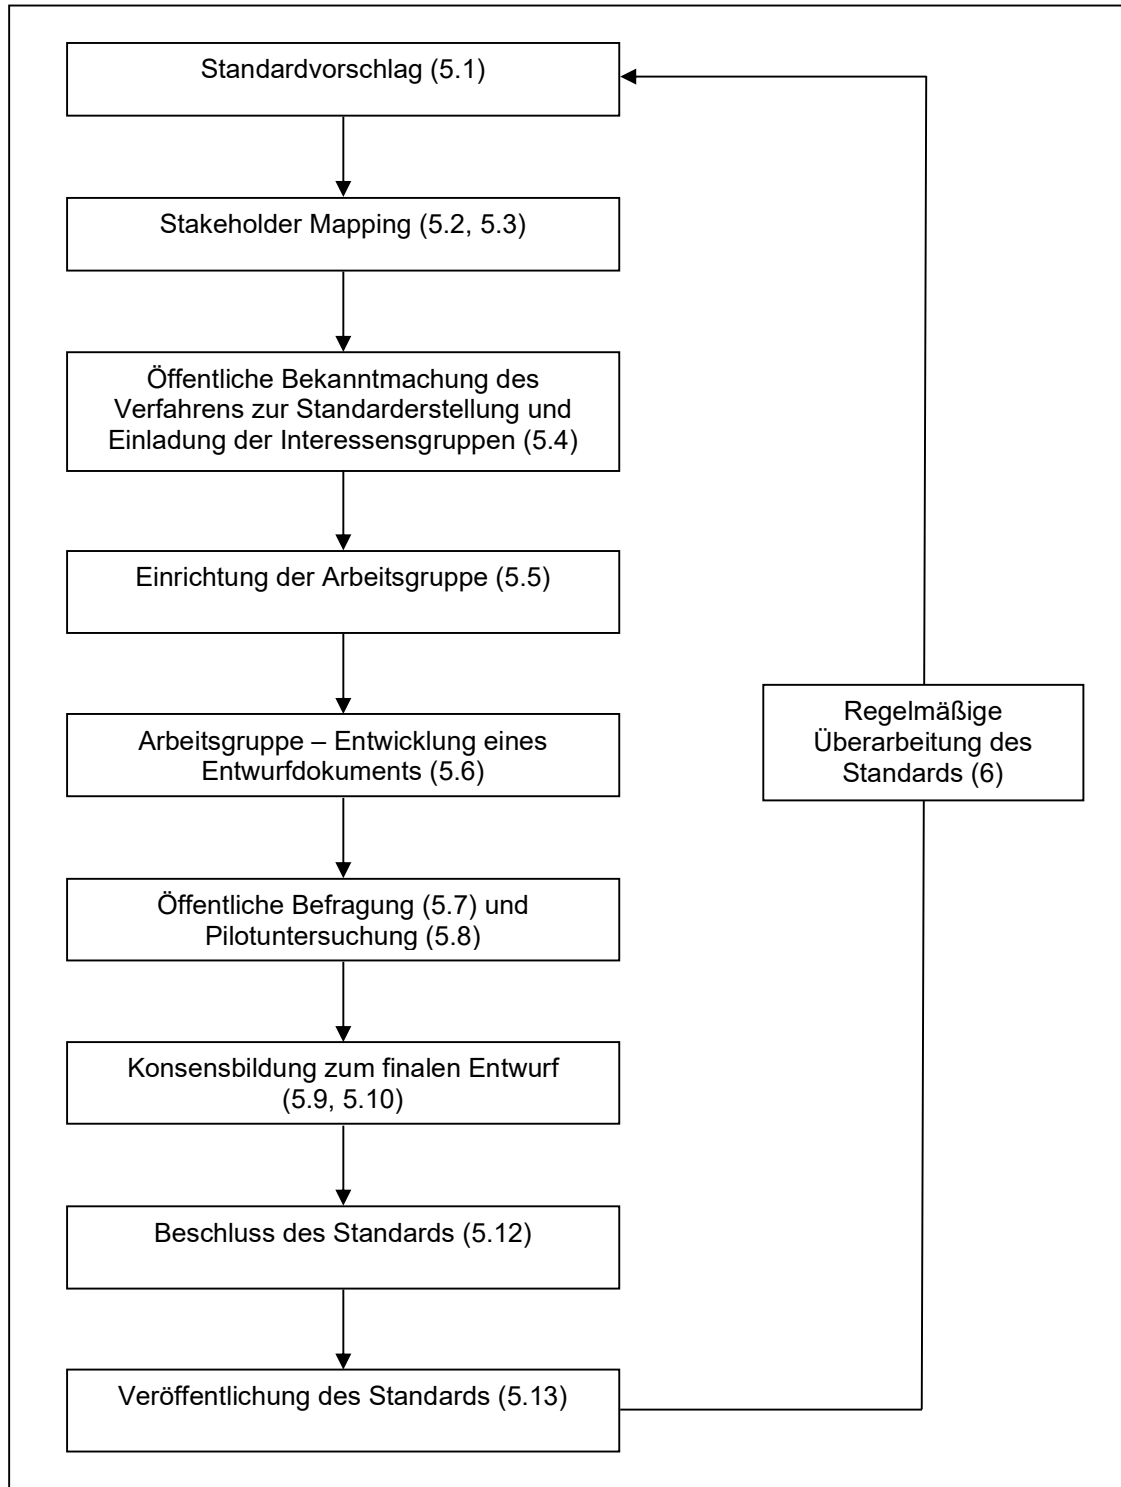 Standardvorschlag (5.1)
Stakeholder Mapping (5.2, 5.3)
Öffentliche Bekanntmachung des
Verfahrens zur Standarderstellung und
Einladung der Interessensgruppen (5.4)
Einrichtung der Arbeitsgruppe (5.5)
Arbeitsgruppe – Entwicklung eines
Entwurfdokuments (5.6)
Öffentliche Befragung (5.7) und
Pilotuntersuchung (5.8)
Konsensbildung zum finalen Entwurf
(5.9, 5.10)
Beschluss des Standards (5.12)
Veröffentlichung des Standards (5.13)
Regelmäßige
Überarbeitung des
Standards (6)